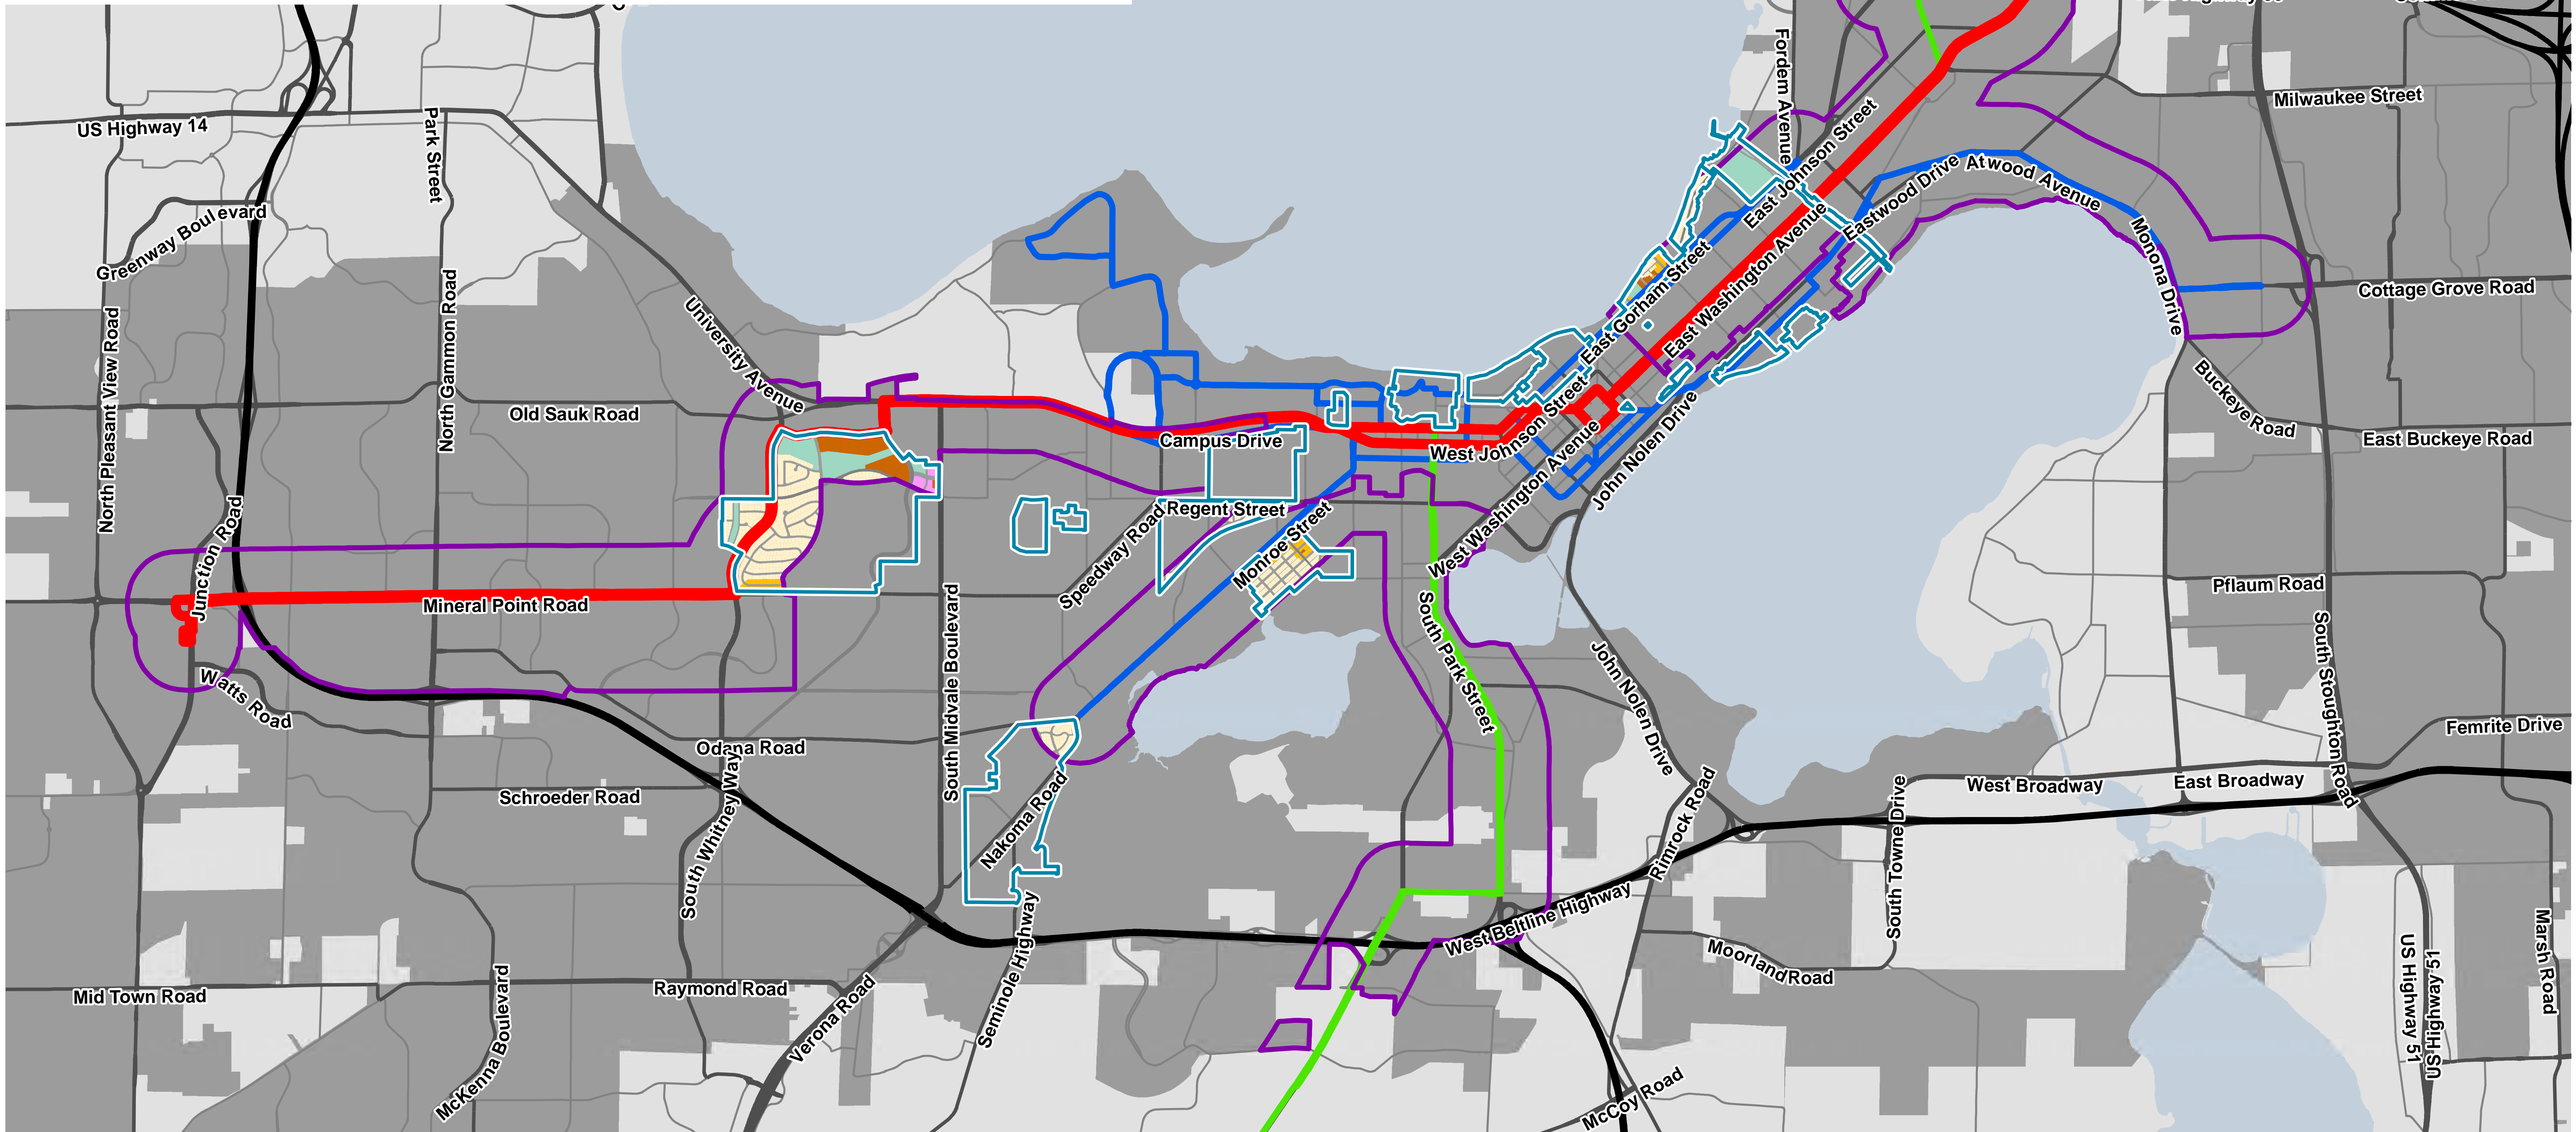 Fordem Avenue
Milwaukee Street
US Highway 14
Park Street
East Johnson Street
Atwood Avenue
Eastwood Drive
Greenway Boulevard
East Washington Avenue
Monona Drive
North Gammon Road
East Gorham Street
Cottage Grove Road
University Avenue
North Pleasant View Road
Old Sauk Road
Buckeye Road
Campus Drive
East Buckeye Road
West Johnson Street
West Washington Avenue
John Nolen Drive
Regent Street
Speedway Road
Monroe Street
Junction Road
Mineral Point Road
Pflaum Road
South Park Street
South Midvale Boulevard
South Stoughton Road
John Nolen Drive
Watts Road
Femrite Drive
Odana Road
West Broadway
East Broadway
Schroeder Road
South Whitney Way
Nakoma Road
Rimrock Road
South Towne Drive
West Beltline Highway
Seminole Highway
Moorland Road
Marsh Road
US Highway 51
US Highway 51
Mid Town Road
Raymond Road
Verona Road
McKenna Boulevard
McCoy Road